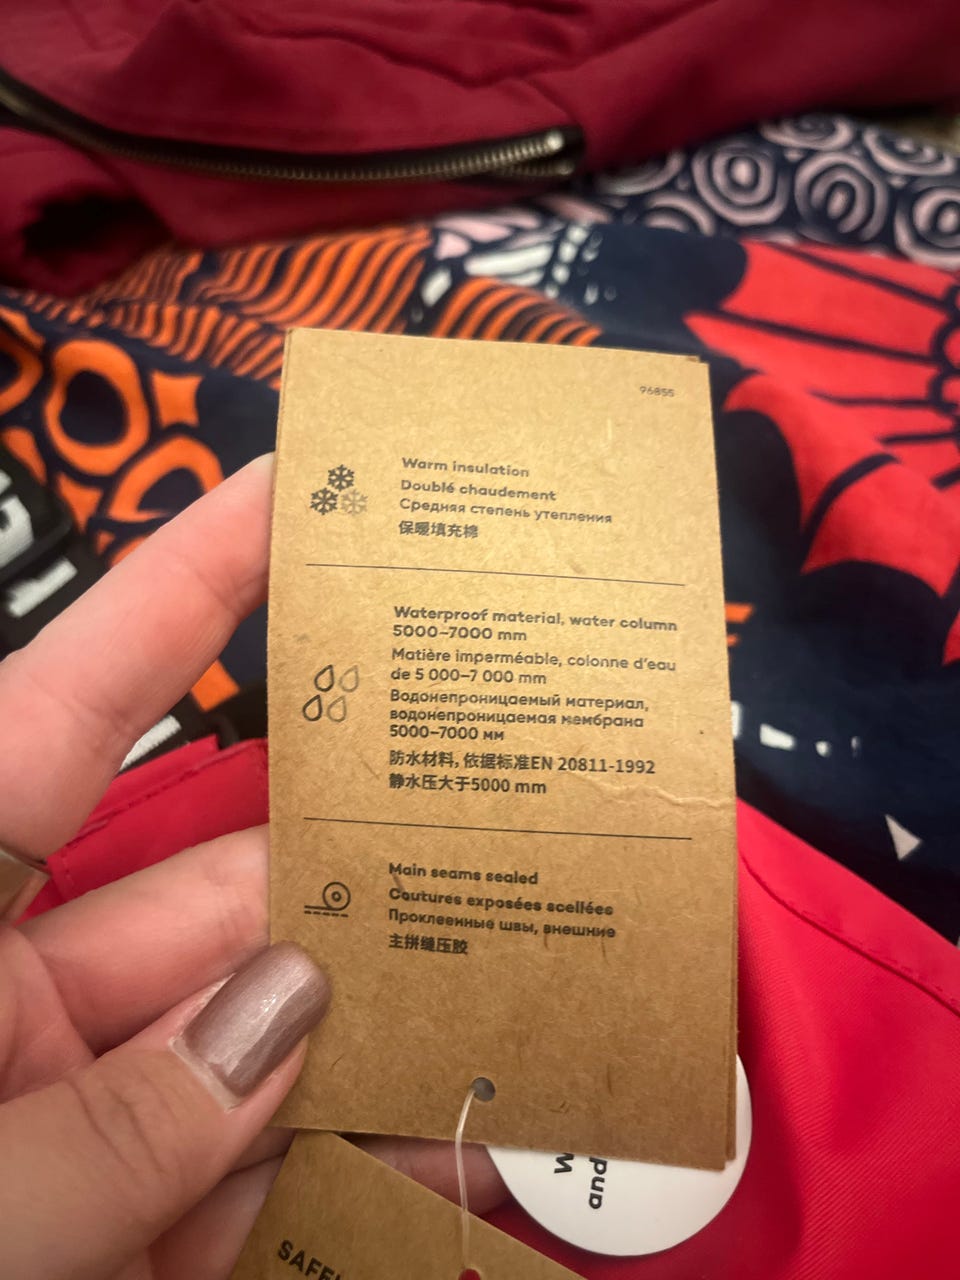 96855
Warm insulation
Doublé chaudement
Средняя степень утепления
保暖填充棉
Waterproof material, water column
5000–7000 mm
Matière imperméable, colonne d'eau
de 5 000–7 000 mm
Водонепроницаемый материал,
водонепроницаемая мембрана
5000–7000 мм
防水材料, 依据标准EN 20811-1992
静水压大于5000 mm
Main seams sealed
Coutures exposées scellées
Проклеенные швы, внешние
主拼缝压胶
and